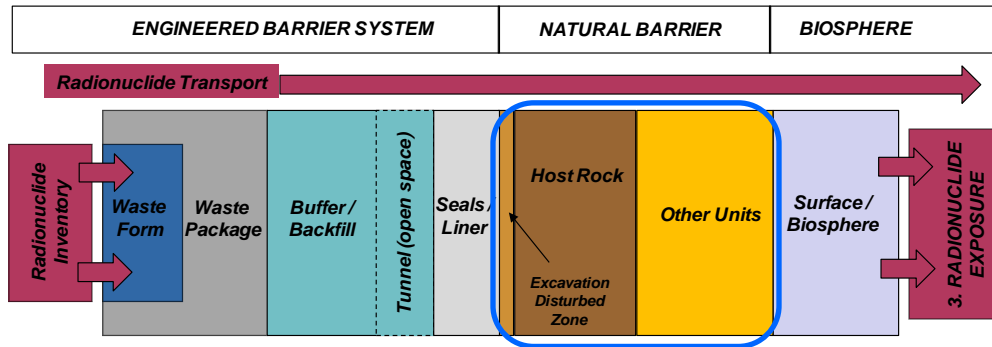 ENGINEERED BARRIER SYSTEM
NATURAL BARRIER
BIOSPHERE
Radionuclide Transport
Radionuclide
Inventory
Waste
Form
Waste
Package
Buffer /
Backfill
Tunnel (open space)
Seals /
Liner
Host Rock
Excavation
Disturbed
Zone
Other Units
Surface /
Biosphere
3. RADIONUCLIDE
EXPOSURE